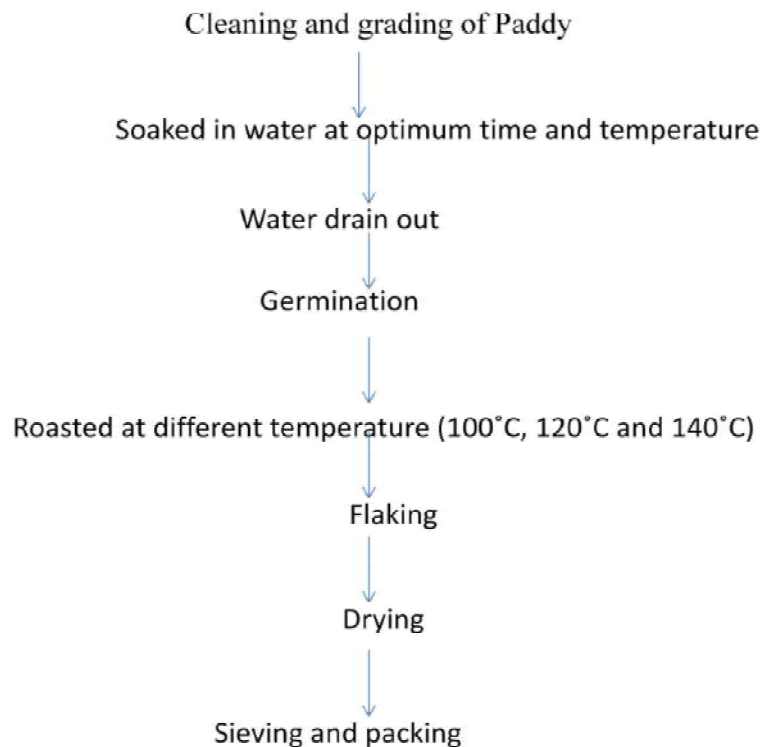 Cleaning and grading of Paddy
Soaked in water at optimum time and temperature
Water drain out
Germination
Roasted at different temperature (100˚C, 120˚C and 140˚C)
Flaking
Drying
Sieving and packing